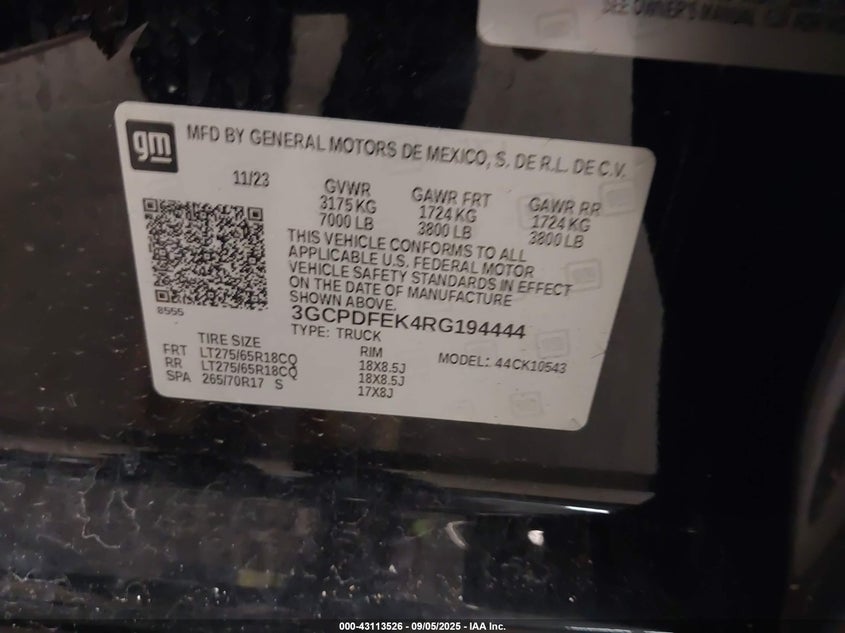 SEE OWNER'S MANUAL
gm
MFD BY GENERAL MOTORS DE MEXICO, S. DE R.L. DE C.V.
11/23 GVWR GAWR FRT GAWR RR
3175 KG 1724 KG 1724 KG
7000 LB 3800 LB 3800 LB
THIS VEHICLE CONFORMS TO ALL
APPLICABLE U.S. FEDERAL MOTOR
VEHICLE SAFETY STANDARDS IN EFFECT
ON THE DATE OF MANUFACTURE
SHOWN ABOVE.
8555
3GCPDFEK4RG194444
TYPE: TRUCK
TIRE SIZE RIM MODEL: 44CK10543
FRT LT275/65R18CQ 18X8.5J
RR LT275/65R18CQ 18X8.5J
SPA 265/70R17 S 17X8J
000-43113526 - 09/05/2025 - IAA Inc.